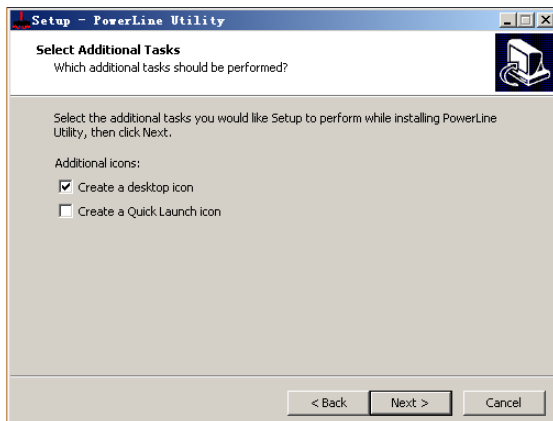 Setup - PowerLine Utility
Select Additional Tasks
Which additional tasks should be performed?
Select the additional tasks you would like Setup to perform while installing PowerLine
Utility, then click Next.
Additional icons:
Create a desktop icon
Create a Quick Launch icon
< Back
Next >
Cancel